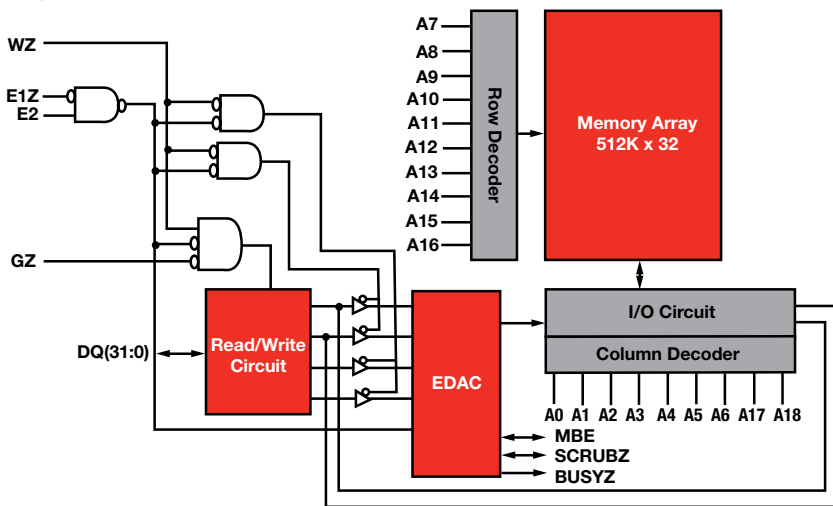 WZ
E1Z
E2
GZ
DQ(31:0)
Read/Write
Circuit
A7
A8
A9
A10
A11
A12
A13
A14
A15
A16
Row Decoder
Memory Array
512K x 32
I/O Circuit
Column Decoder
EDAC
A0 A1 A2 A3 A4 A5 A6 A17 A18
MBE
SCRUBZ
BUSYZ